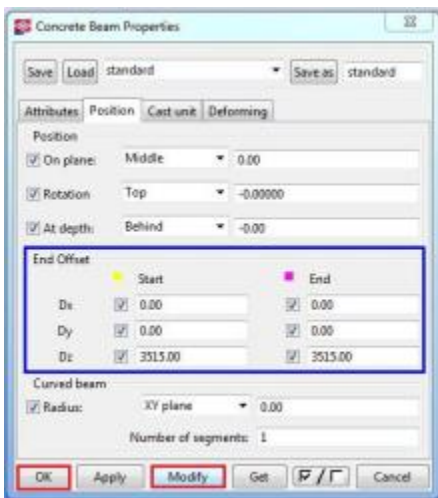 Concrete Beam Properties
Save Load standard Save as standard
Attributes Position Cast unit Deforming
Position
On plane: Middle 0.00
Rotation Top -0.00000
At depth: Behind -0.00
End Offset
Start End
Dx 0.00 0.00
Dy 0.00 0.00
Dz 3515.00 3515.00
Curved beam
Radius: XY plane 0.00
Number of segments: 1
OK Apply Modify Get / Cancel